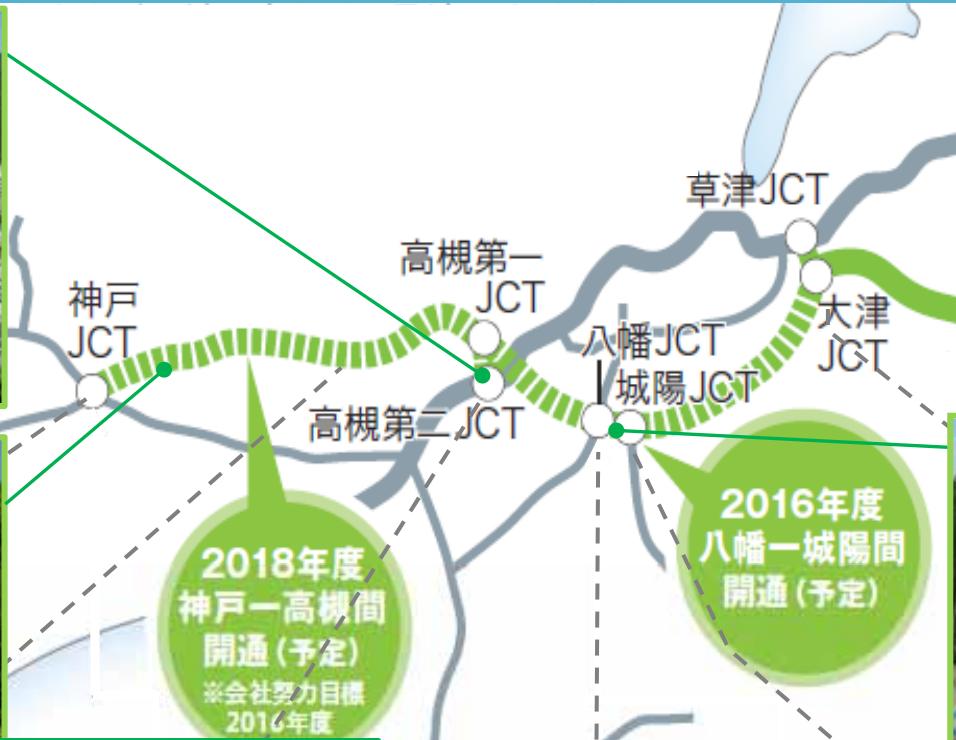 草津JCT
高槻第一
JCT
神戸
JCT
大津
JCT
八幡JCT
城陽JCT
高槻第二JCT
2016年度
八幡ー城陽間
開通(予定)
2018年度
神戸ー高槻間
開通(予定)
※会社努力目標
2016年度